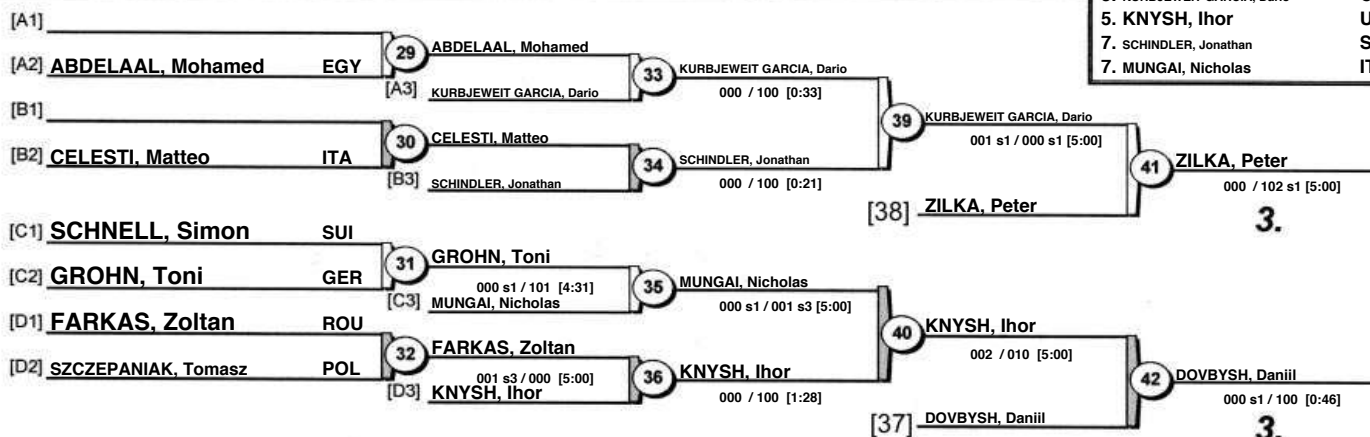 5. KNYSH, Ihor
7. SCHINDLER, Jonathan
7. MUNGAI, Nicholas
[A1]
[A2] ABDELAAL, Mohamed EGY
29
ABDELAAL, Mohamed
[A3] KURBJEWEIT GARCIA, Dario
33
KURBJEWEIT GARCIA, Dario
000 / 100 [0:33]
[B1]
[B2] CELESTI, Matteo ITA
30
CELESTI, Matteo
[B3] SCHINDLER, Jonathan
34
SCHINDLER, Jonathan
000 / 100 [0:21]
39
KURBJEWEIT GARCIA, Dario
001 s1 / 000 s1 [5:00]
[38] ZILKA, Peter
41
ZILKA, Peter
000 / 102 s1 [5:00]
3.
[C1] SCHNELL, Simon SUI
[C2] GROHN, Toni GER
31
GROHN, Toni
000 s1 / 101 [4:31]
[C3] MUNGAI, Nicholas
35
MUNGAI, Nicholas
000 s1 / 001 s3 [5:00]
[D1] FARKAS, Zoltan ROU
[D2] SZCZEPANIAK, Tomasz POL
32
FARKAS, Zoltan
001 s3 / 000 [5:00]
[D3] KNYSH, Ihor
36
KNYSH, Ihor
000 / 100 [1:28]
40
KNYSH, Ihor
002 / 010 [5:00]
[37] DOVBYSH, Daniil
42
DOVBYSH, Daniil
000 s1 / 100 [0:46]
3.